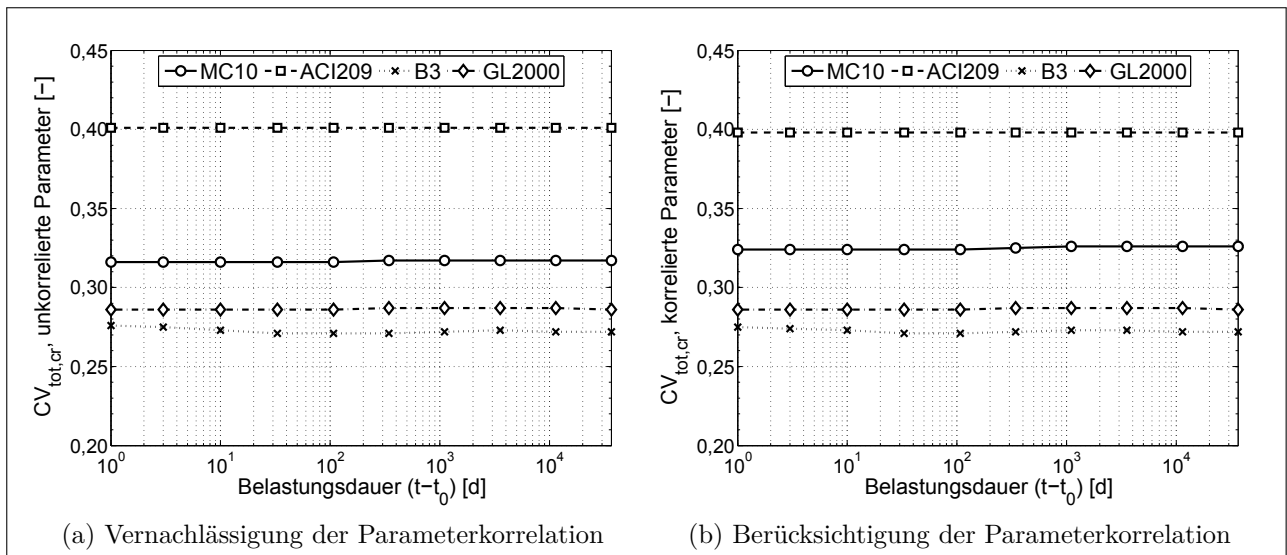 0,45
MC10 ACI209 B3 GL2000
0,40
0,35
0,30
0,25
0,20
CV_tot,cr, unkorrelierte Parameter [−]
10^0 10^1 10^2 10^3 10^4
Belastungsdauer (t−t_0) [d]
(a) Vernachlässigung der Parameterkorrelation
0,45
MC10 ACI209 B3 GL2000
0,40
0,35
0,30
0,25
0,20
CV_tot,cr, korrelierte Parameter [−]
10^0 10^1 10^2 10^3 10^4
Belastungsdauer (t−t_0) [d]
(b) Berücksichtigung der Parameterkorrelation